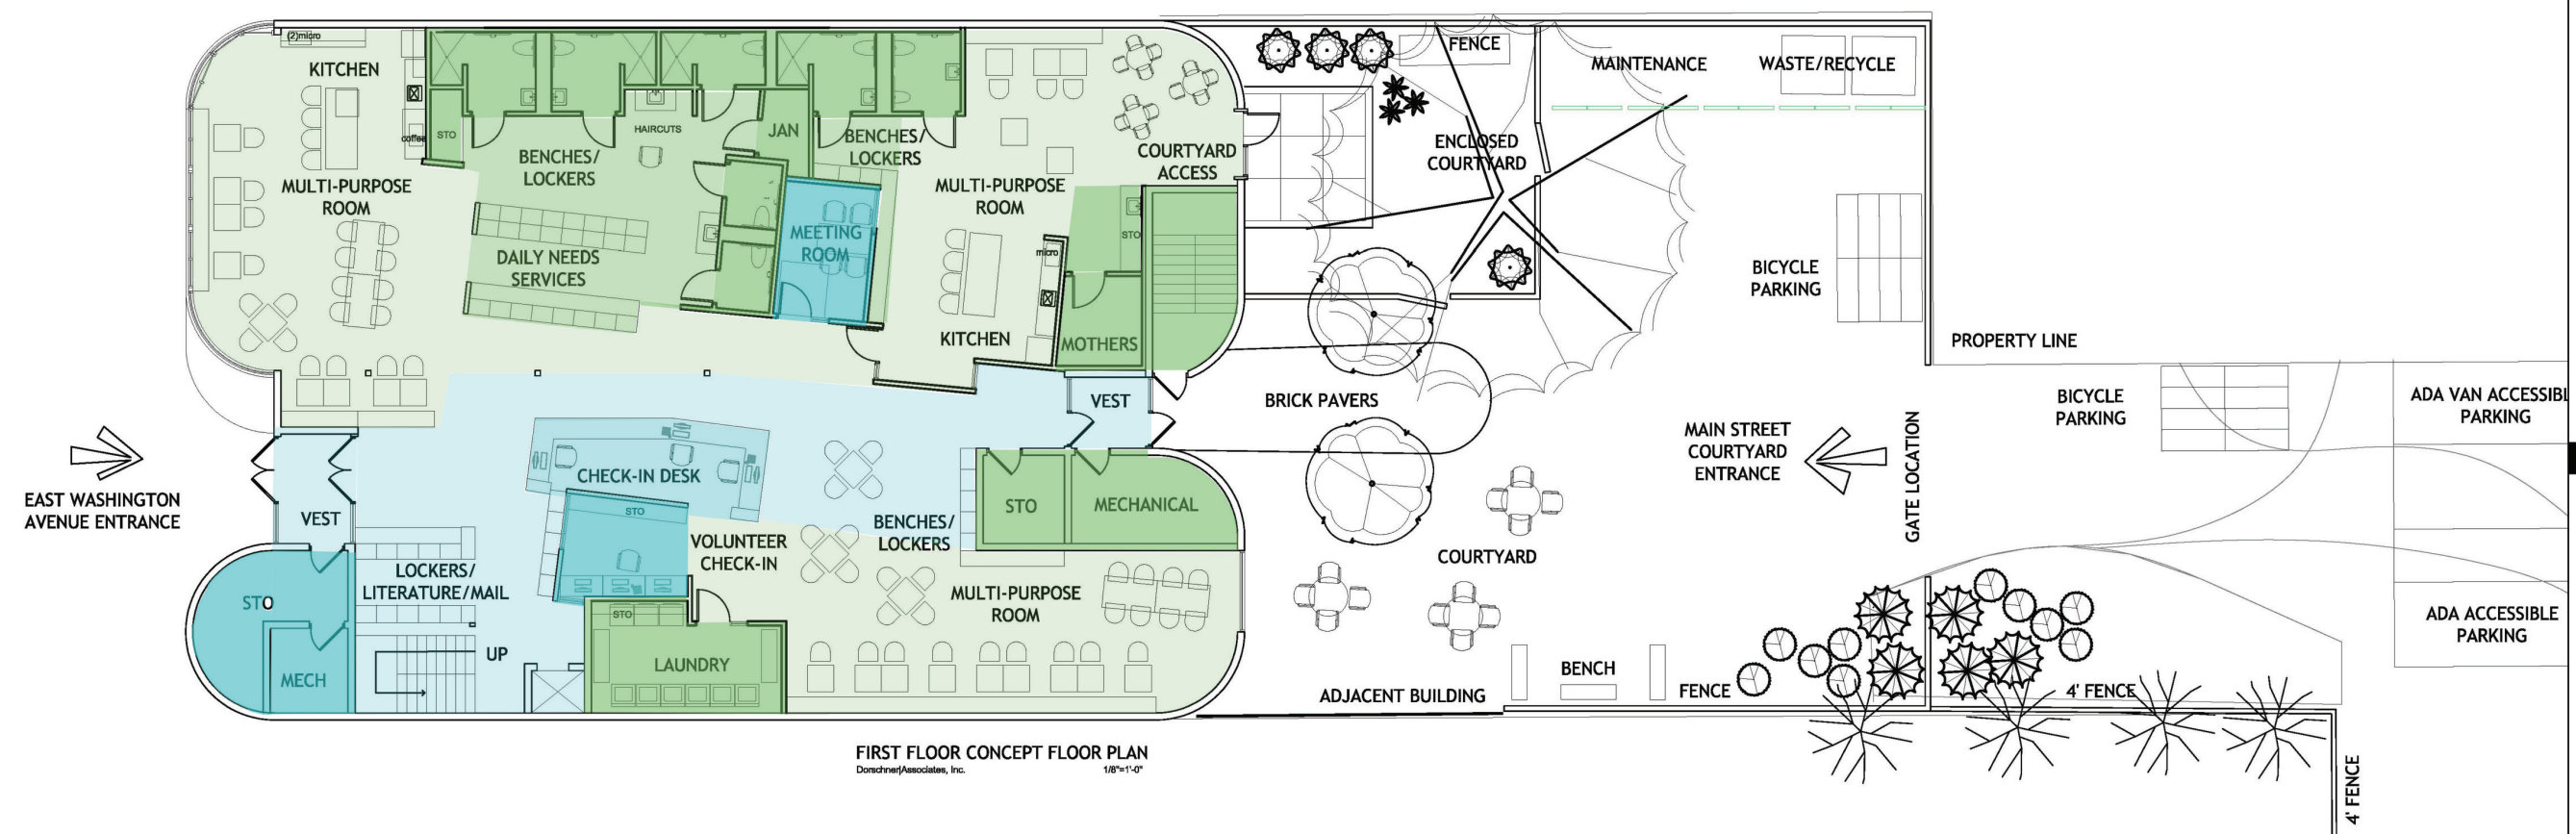 (2)micro
KITCHEN
coffee
STO
MULTI-PURPOSE
ROOM
HAIRCUTS
BENCHES/
LOCKERS
JAN
DAILY NEEDS
SERVICES
BENCHES/
LOCKERS
MEETING
ROOM
MULTI-PURPOSE
ROOM
COURTYARD
ACCESS
STO
micro
KITCHEN
MOTHERS
FENCE
MAINTENANCE
WASTE/RECYCLE
ENCLOSED
COURTYARD
BICYCLE
PARKING
PROPERTY LINE
EAST WASHINGTON
AVENUE ENTRANCE
VEST
CHECK-IN DESK
STO
VOLUNTEER
CHECK-IN
BENCHES/
LOCKERS
VEST
STO
MECHANICAL
BRICK PAVERS
MAIN STREET
COURTYARD
ENTRANCE
GATE LOCATION
BICYCLE
PARKING
ADA VAN ACCESSIBL
PARKING
STO
MECH
LOCKERS/
LITERATURE/MAIL
UP
STO
LAUNDRY
MULTI-PURPOSE
ROOM
COURTYARD
ADJACENT BUILDING
BENCH
FENCE
4' FENCE
ADA ACCESSIBLE
PARKING
4' FENCE
FIRST FLOOR CONCEPT FLOOR PLAN
Dorschner|Associates, Inc. 1/8"=1'-0"